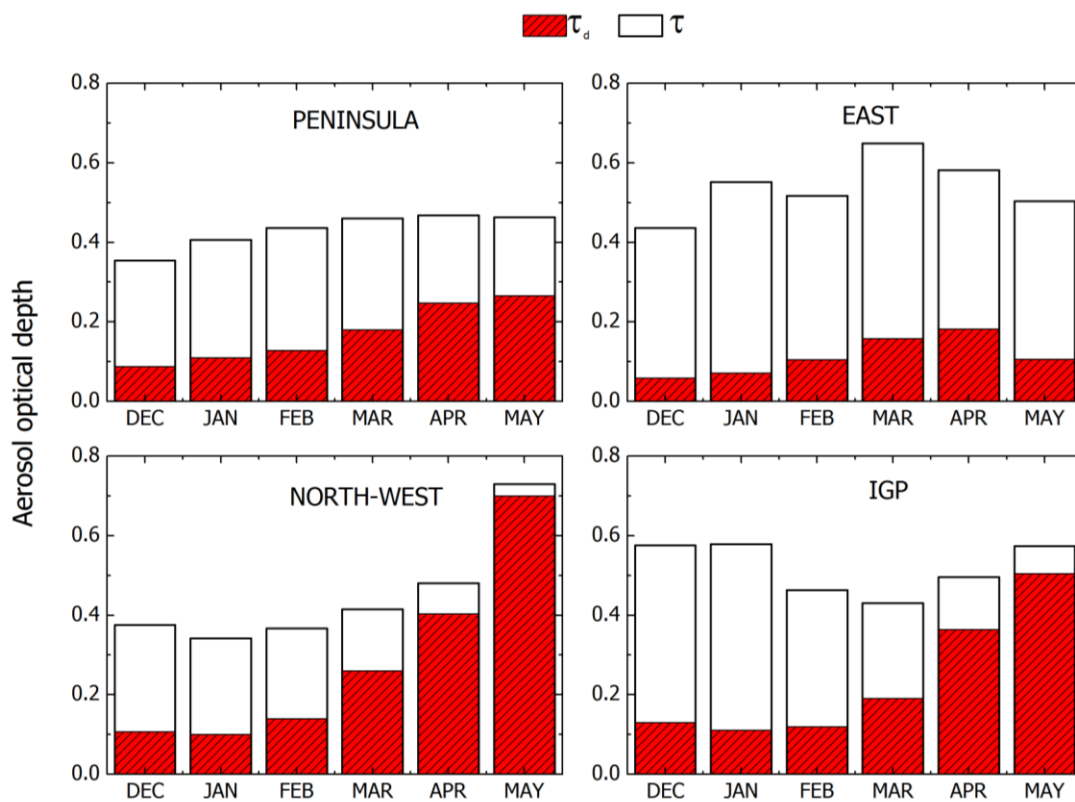 τd τ
Aerosol optical depth
0.8
0.6
0.4
0.2
0.0
PENINSULA
DEC JAN FEB MAR APR MAY
0.8
0.6
0.4
0.2
0.0
EAST
DEC JAN FEB MAR APR MAY
0.8
0.6
0.4
0.2
0.0
NORTH-WEST
DEC JAN FEB MAR APR MAY
0.8
0.6
0.4
0.2
0.0
IGP
DEC JAN FEB MAR APR MAY